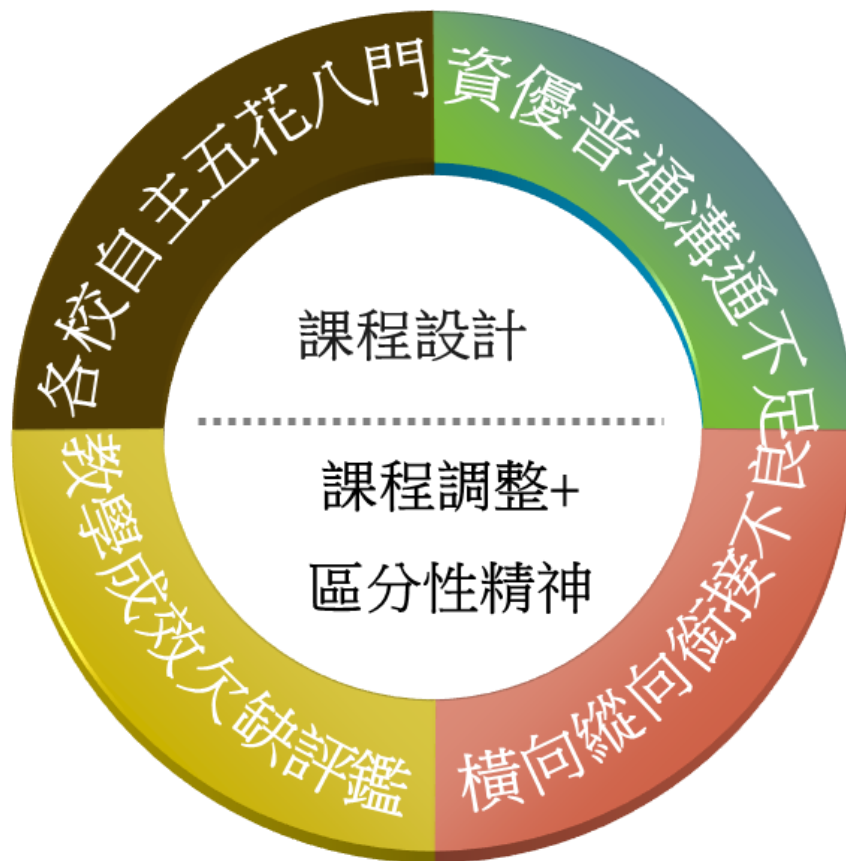 各校自主五花八門
資優普通溝通不足
課程設計
課程調整+
區分性精神
教學成效欠缺評鑑
橫向縱向銜接不良